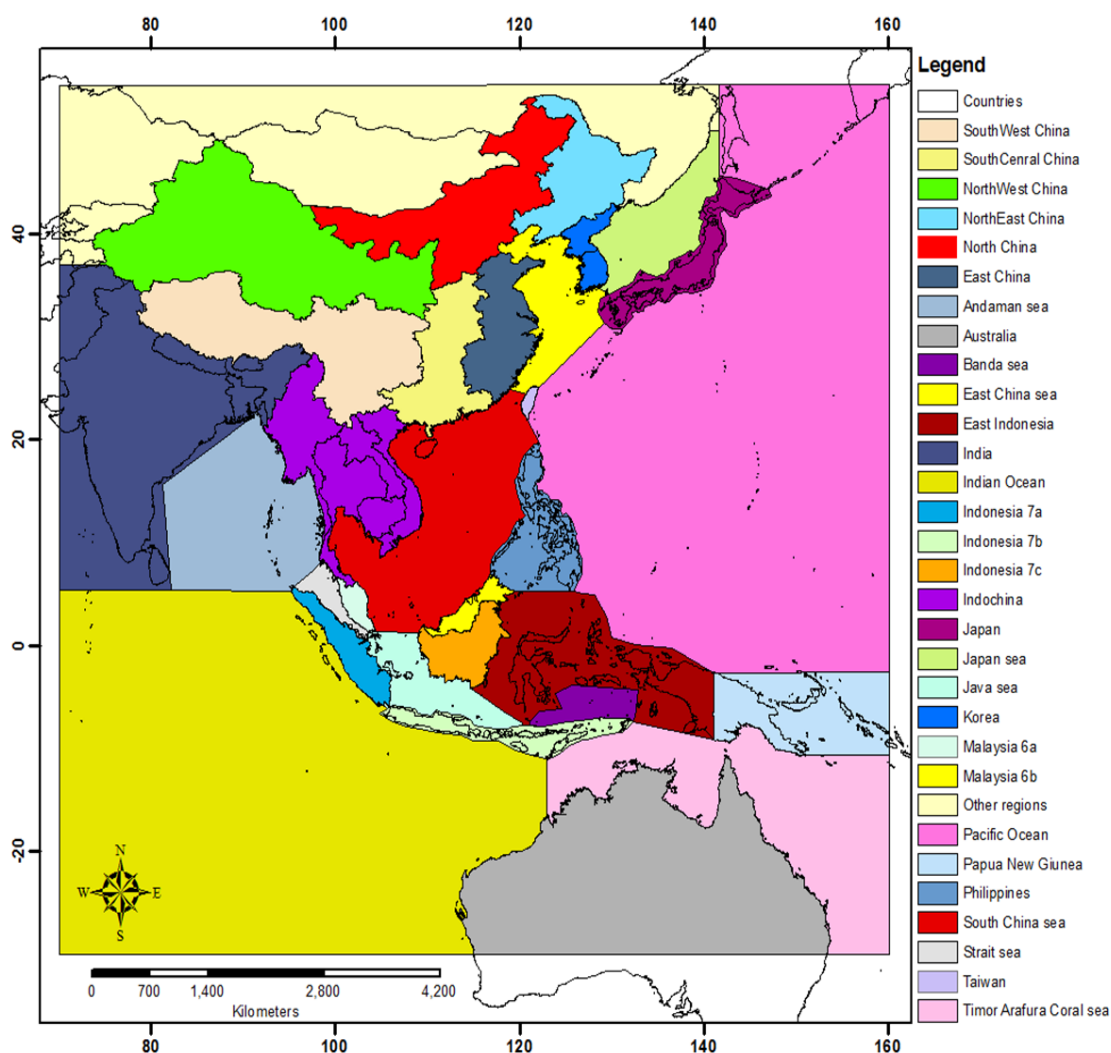 80 100 120 140 160
Legend
Countries
SouthWest China
SouthCenral China
NorthWest China
NorthEast China
North China
East China
Andaman sea
Australia
Banda sea
East China sea
East Indonesia
India
Indian Ocean
Indonesia 7a
Indonesia 7b
Indonesia 7c
Indochina
Japan
Japan sea
Java sea
Korea
Malaysia 6a
Malaysia 6b
Other regions
Pacific Ocean
Papua New Giunea
Philippines
South China sea
Strait sea
Taiwan
Timor Arafura Coral sea
40
20
0
20
N
W E
S
0 700 1,400 2,800 4,200
Kilometers
80 100 120 140 160